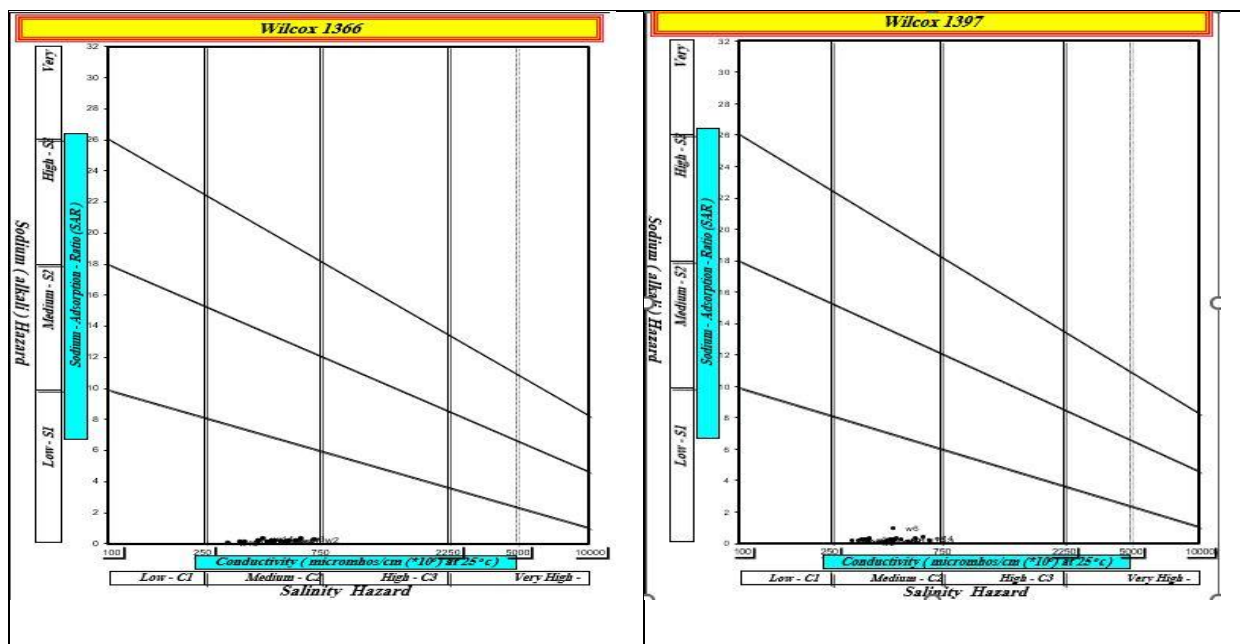 Wilcox 1366
Very
High - S3
Medium - S2
Low - S1
Sodium ( alkali ) Hazard
Sodium - Adsorption - Ratio (SAR)
32
30
28
26
24
22
20
18
16
14
12
10
8
6
4
2
0
w2
100 250 750 2250 5000 10000
Conductivity ( micromhos/cm (*10⁶) at 25°c )
Low - C1 Medium - C2 High - C3 Very High -
Salinity Hazard
Wilcox 1397
Very
High - S3
Medium - S2
Low - S1
Sodium ( alkali ) Hazard
Sodium - Adsorption - Ratio (SAR)
32
30
28
26
24
22
20
18
16
14
12
10
8
6
4
2
0
w6
100 250 750 2250 5000 10000
Conductivity ( micromhos/cm (*10⁶) at 25°c )
Low - C1 Medium - C2 High - C3 Very High -
Salinity Hazard